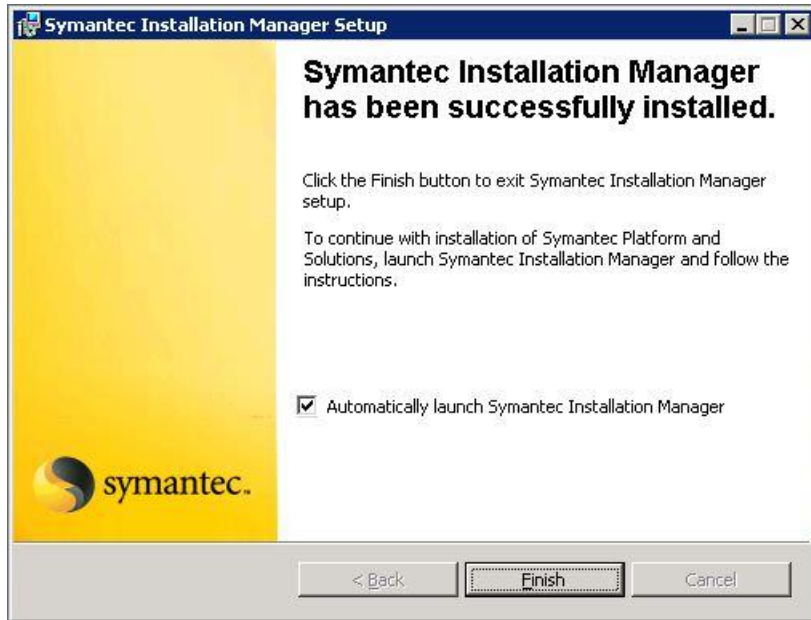 Symantec Installation Manager Setup
Symantec Installation Manager
has been successfully installed.
Click the Finish button to exit Symantec Installation Manager
setup.
To continue with installation of Symantec Platform and
Solutions, launch Symantec Installation Manager and follow the
instructions.
Automatically launch Symantec Installation Manager
symantec.
< Back
Finish
Cancel